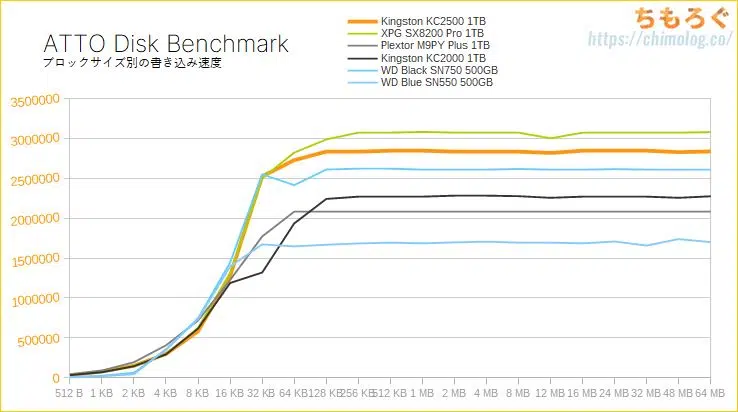 Kingston KC2500 1TB
XPG SX8200 Pro 1TB
Plextor M9PY Plus 1TB
Kingston KC2000 1TB
WD Black SN750 500GB
WD Blue SN550 500GB
ちもろぐ
https://chimolog.co/
ATTO Disk Benchmark
ブロックサイズ別の書き込み速度
3500000
3000000
2500000
2000000
1500000
1000000
500000
0
512 B 1 KB 2 KB 4 KB 8 KB 16 KB 32 KB 64 KB 128 KB 256 KB 512 KB 1 MB 2 MB 4 MB 8 MB 12 MB 16 MB 24 MB 32 MB 48 MB 64 MB